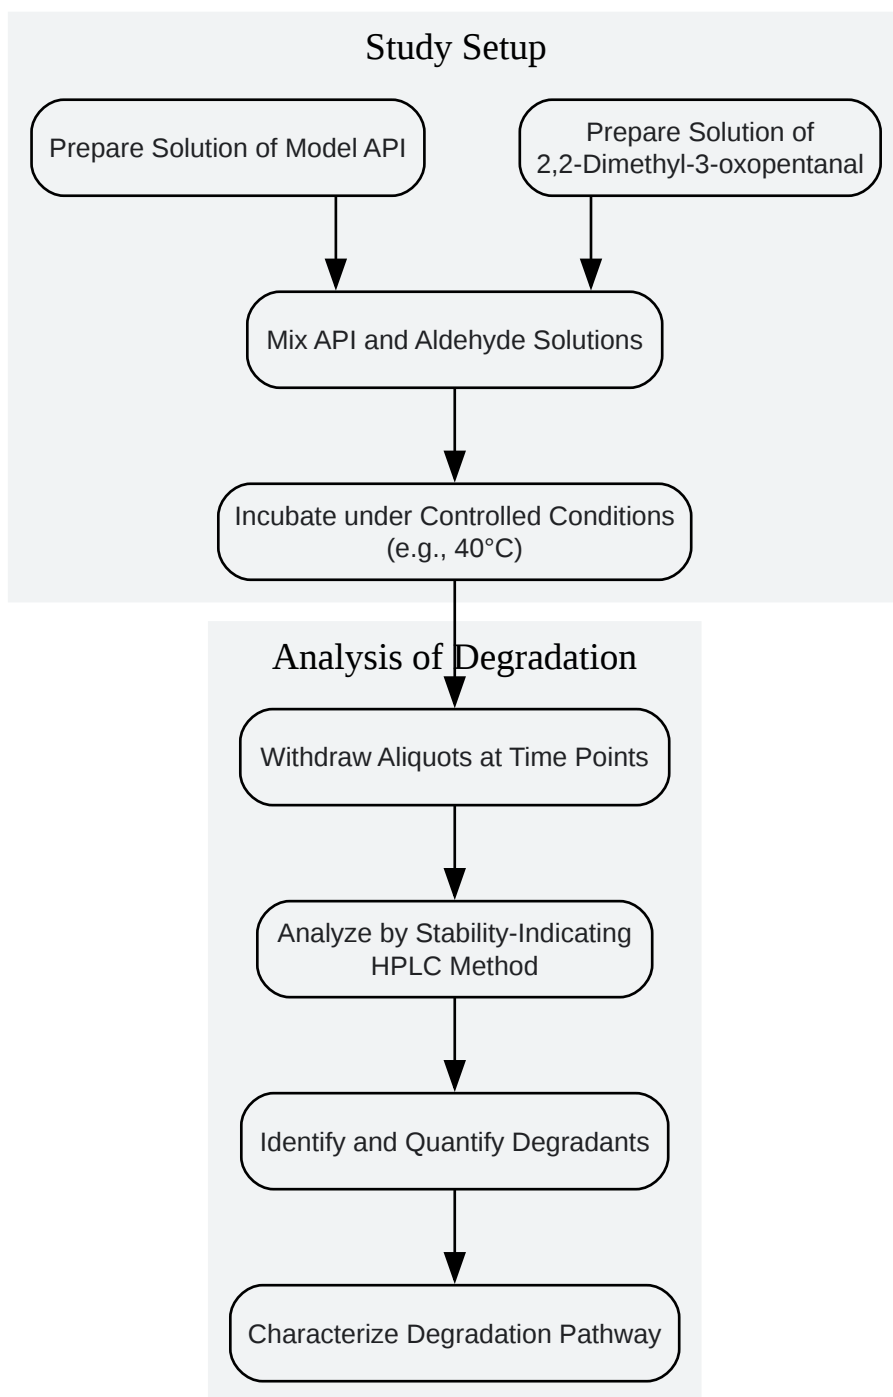 Study Setup
Prepare Solution of Model API
Prepare Solution of
2,2-Dimethyl-3-oxopentanal
Mix API and Aldehyde Solutions
Incubate under Controlled Conditions
(e.g., 40°C)
Analysis of Degradation
Withdraw Aliquots at Time Points
Analyze by Stability-Indicating
HPLC Method
Identify and Quantify Degradants
Characterize Degradation Pathway